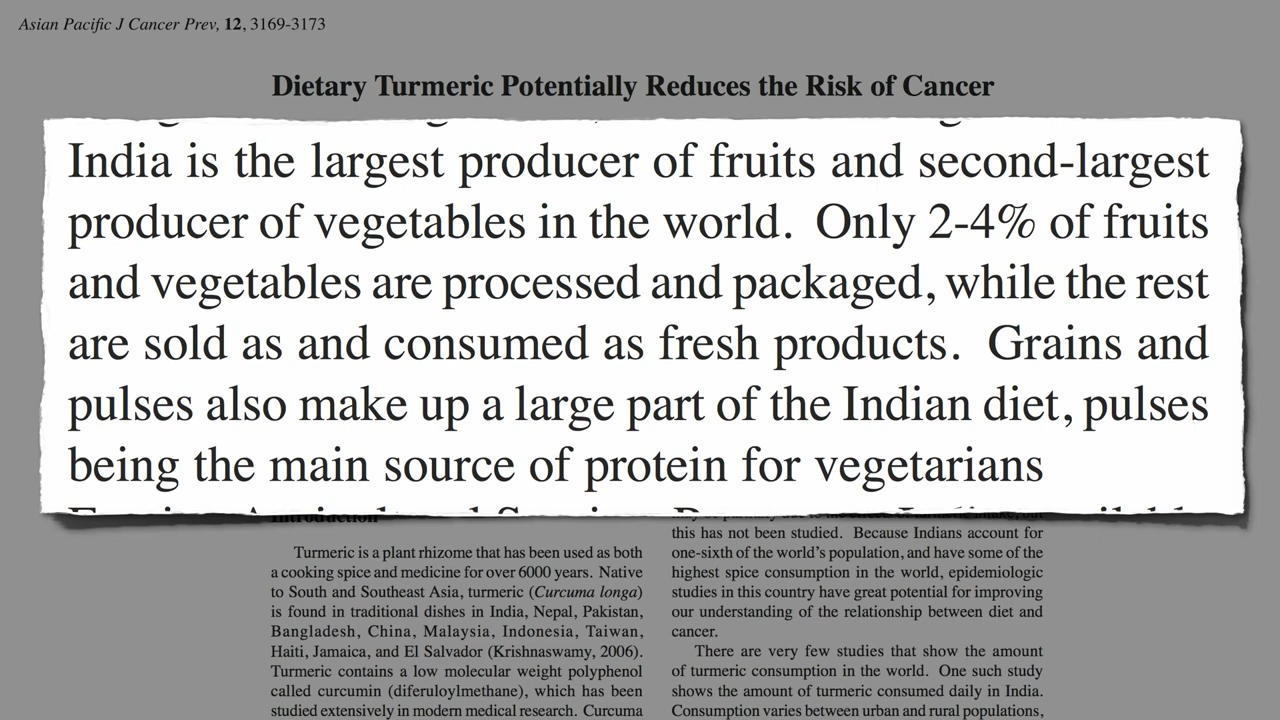 Asian Pacific J Cancer Prev, 12, 3169-3173
Dietary Turmeric Potentially Reduces the Risk of Cancer
India is the largest producer of fruits and second-largest
producer of vegetables in the world. Only 2-4% of fruits
and vegetables are processed and packaged, while the rest
are sold as and consumed as fresh products. Grains and
pulses also make up a large part of the Indian diet, pulses
being the main source of protein for vegetarians
Introduction
Turmeric is a plant rhizome that has been used as both
a cooking spice and medicine for over 6000 years. Native
to South and Southeast Asia, turmeric (Curcuma longa)
is found in traditional dishes in India, Nepal, Pakistan,
Bangladesh, China, Malaysia, Indonesia, Taiwan,
Haiti, Jamaica, and El Salvador (Krishnaswamy, 2006).
Turmeric contains a low molecular weight polyphenol
called curcumin (diferuloylmethane), which has been
studied extensively in modern medical research. Curcuma
this has not been studied. Because Indians account for
one-sixth of the world's population, and have some of the
highest spice consumption in the world, epidemiologic
studies in this country have great potential for improving
our understanding of the relationship between diet and
cancer.
There are very few studies that show the amount
of turmeric consumption in the world. One such study
shows the amount of turmeric consumed daily in India.
Consumption varies between urban and rural populations,